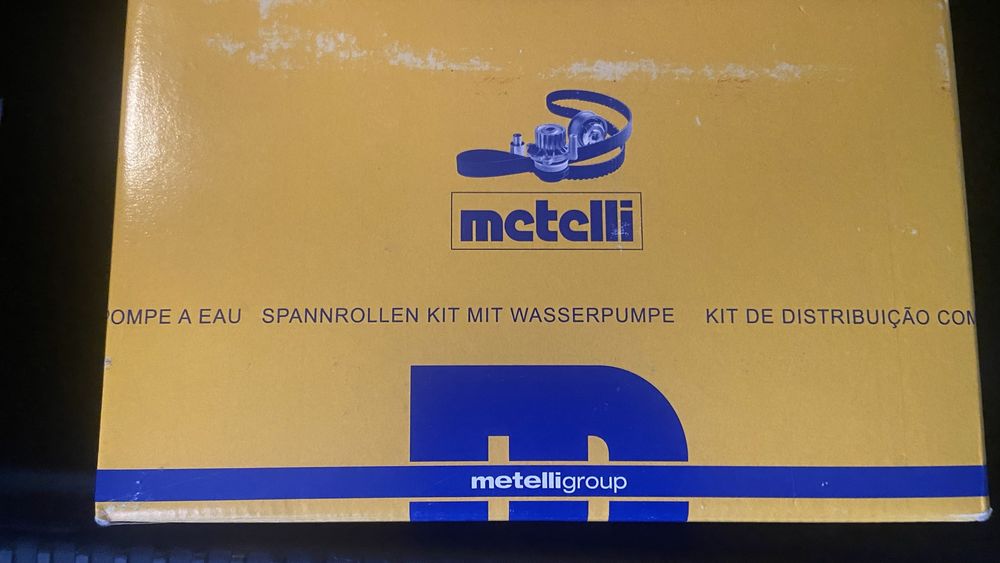 metelli
POMPE A EAU SPANNROLLEN KIT MIT WASSERPUMPE KIT DE DISTRIBUIÇÃO COM
metelligroup